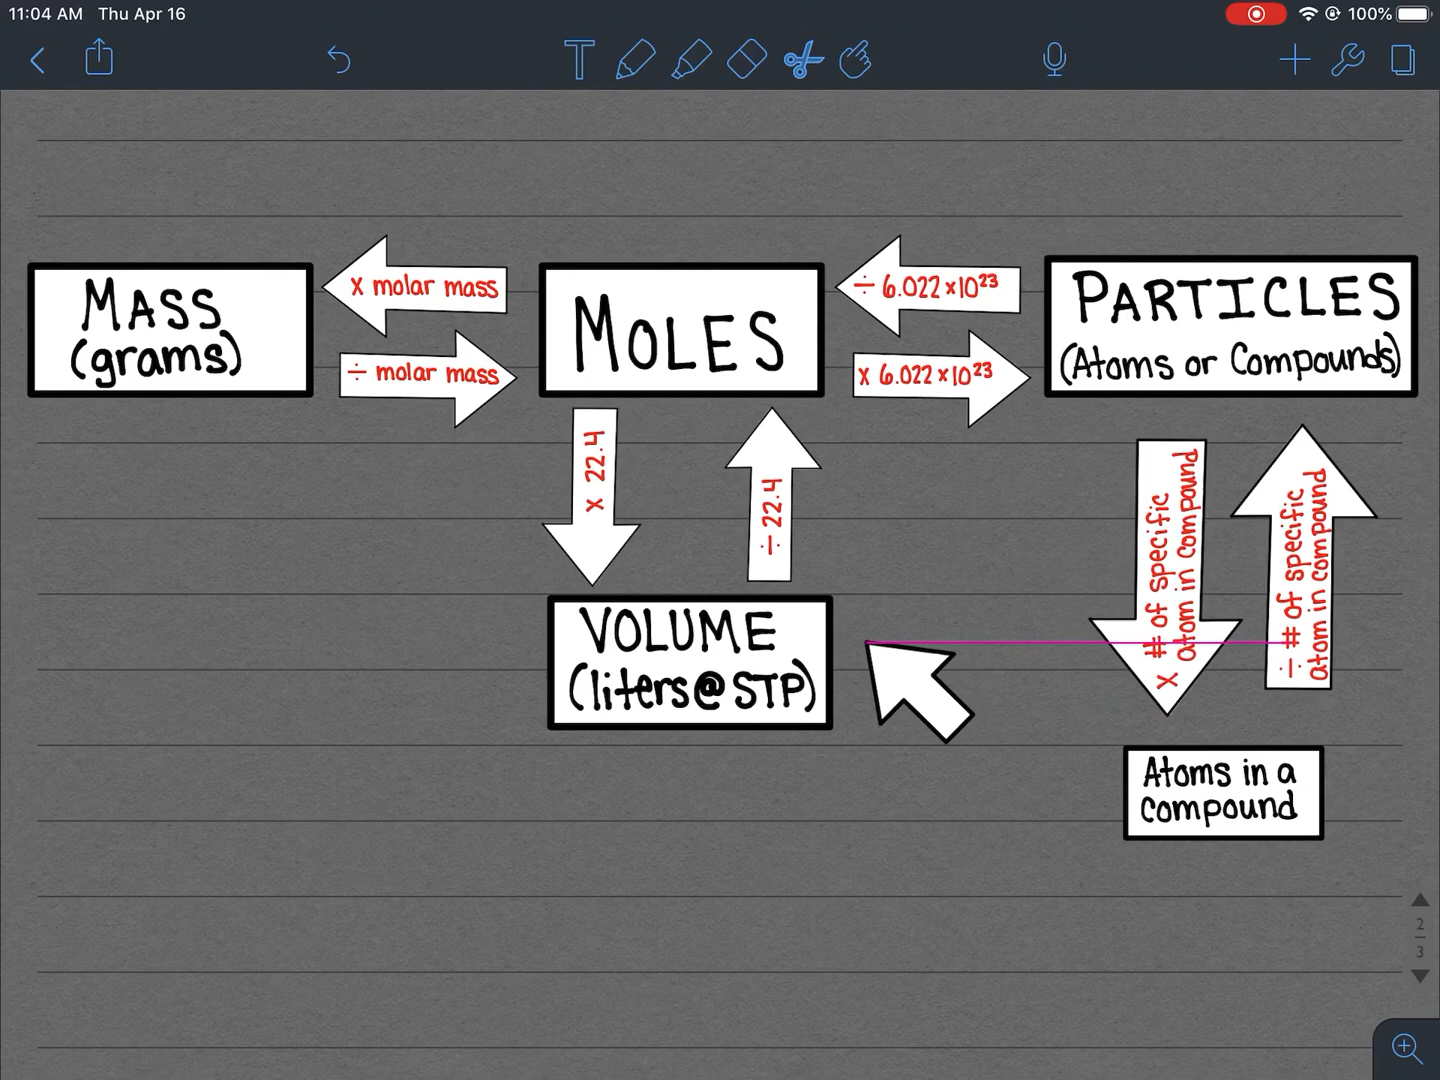 11:04 AM Thu Apr 16
100%
T
MASS
(grams)
x molar mass
÷ molar mass
MOLES
÷ 6.022×10²³
x 6.022×10²³
PARTICLES
(Atoms or Compounds)
x 22.4
÷ 22.4
x # of specific
atom in compound
÷ # of specific
atom in compound
VOLUME
(liters@STP)
Atoms in a
compound
2
3